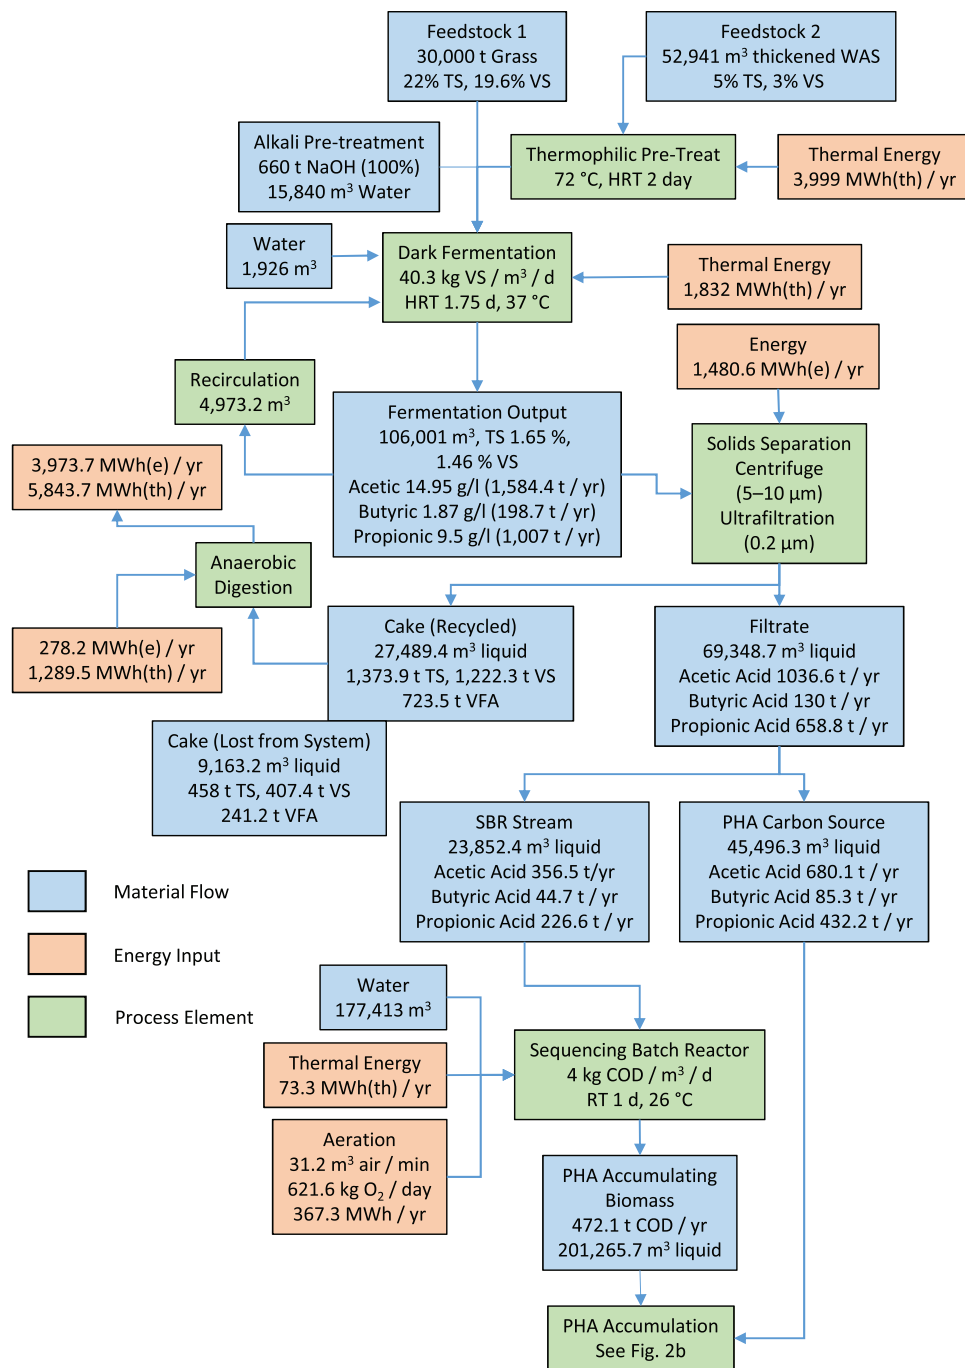 Feedstock 1
30,000 t Grass
22% TS, 19.6% VS
Feedstock 2
52,941 m³ thickened WAS
5% TS, 3% VS
Alkali Pre-treatment
660 t NaOH (100%)
15,840 m³ Water
Thermophilic Pre-Treat
72 °C, HRT 2 day
Thermal Energy
3,999 MWh(th) / yr
Water
1,926 m³
Dark Fermentation
40.3 kg VS / m³ / d
HRT 1.75 d, 37 °C
Thermal Energy
1,832 MWh(th) / yr
Energy
1,480.6 MWh(e) / yr
Recirculation
4,973.2 m³
Fermentation Output
106,001 m³, TS 1.65 %,
1.46 % VS
Acetic 14.95 g/l (1,584.4 t / yr)
Butyric 1.87 g/l (198.7 t / yr)
Propionic 9.5 g/l (1,007 t / yr)
Solids Separation
Centrifuge
(5–10 µm)
Ultrafiltration
(0.2 µm)
3,973.7 MWh(e) / yr
5,843.7 MWh(th) / yr
Anaerobic
Digestion
278.2 MWh(e) / yr
1,289.5 MWh(th) / yr
Cake (Recycled)
27,489.4 m³ liquid
1,373.9 t TS, 1,222.3 t VS
723.5 t VFA
Filtrate
69,348.7 m³ liquid
Acetic Acid 1036.6 t / yr
Butyric Acid 130 t / yr
Propionic Acid 658.8 t / yr
Cake (Lost from System)
9,163.2 m³ liquid
458 t TS, 407.4 t VS
241.2 t VFA
SBR Stream
23,852.4 m³ liquid
Acetic Acid 356.5 t/yr
Butyric Acid 44.7 t / yr
Propionic Acid 226.6 t / yr
PHA Carbon Source
45,496.3 m³ liquid
Acetic Acid 680.1 t / yr
Butyric Acid 85.3 t / yr
Propionic Acid 432.2 t / yr
Material Flow
Energy Input
Process Element
Water
177,413 m³
Thermal Energy
73.3 MWh(th) / yr
Aeration
31.2 m³ air / min
621.6 kg O₂ / day
367.3 MWh / yr
Sequencing Batch Reactor
4 kg COD / m³ / d
RT 1 d, 26 °C
PHA Accumulating
Biomass
472.1 t COD / yr
201,265.7 m³ liquid
PHA Accumulation
See Fig. 2b